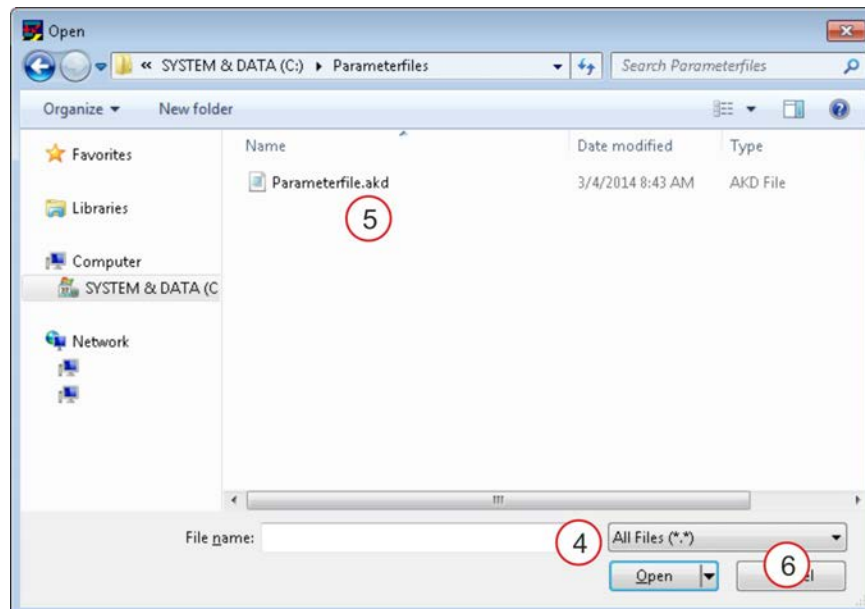 Open
« SYSTEM & DATA (C:) ▸ Parameterfiles
Search Parameterfiles
Organize
New folder
Name
Date modified
Type
Favorites
Parameterfile.akd
3/4/2014 8:43 AM
AKD File
5
Libraries
Computer
SYSTEM & DATA (C
Network
File name:
4
All Files (*.*)
Open
6